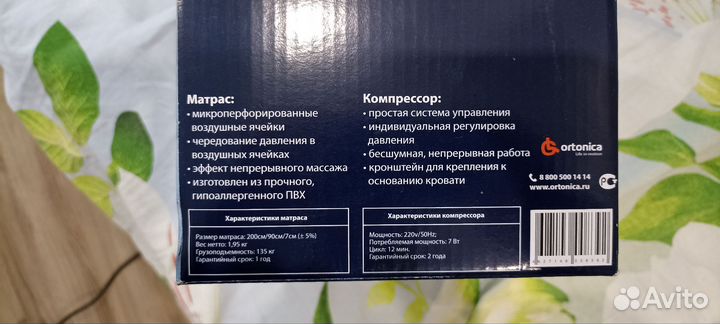 Матрас:
• микроперфорированные
воздушные ячейки
• чередование давления в
воздушных ячейках
• эффект непрерывного массажа
• изготовлен из прочного,
гипоаллергенного ПВХ
Характеристики матраса
Размер матраса: 200см/90см/7см (± 5%)
Вес нетто: 1,95 кг
Грузоподъемность: 135 кг
Гарантийный срок: 1 год
Компрессор:
• простая система управления
• индивидуальная регулировка
давления
• бесшумная, непрерывная работа
• кронштейн для крепления к
основанию кровати
Характеристики компрессора
Мощность: 220v/50Hz;
Потребляемая мощность: 7 Вт
Цикл: 12 мин.
Гарантийный срок: 2 года
ortonica
Life in motion
8 800 500 14 14
www.ortonica.ru
Avito